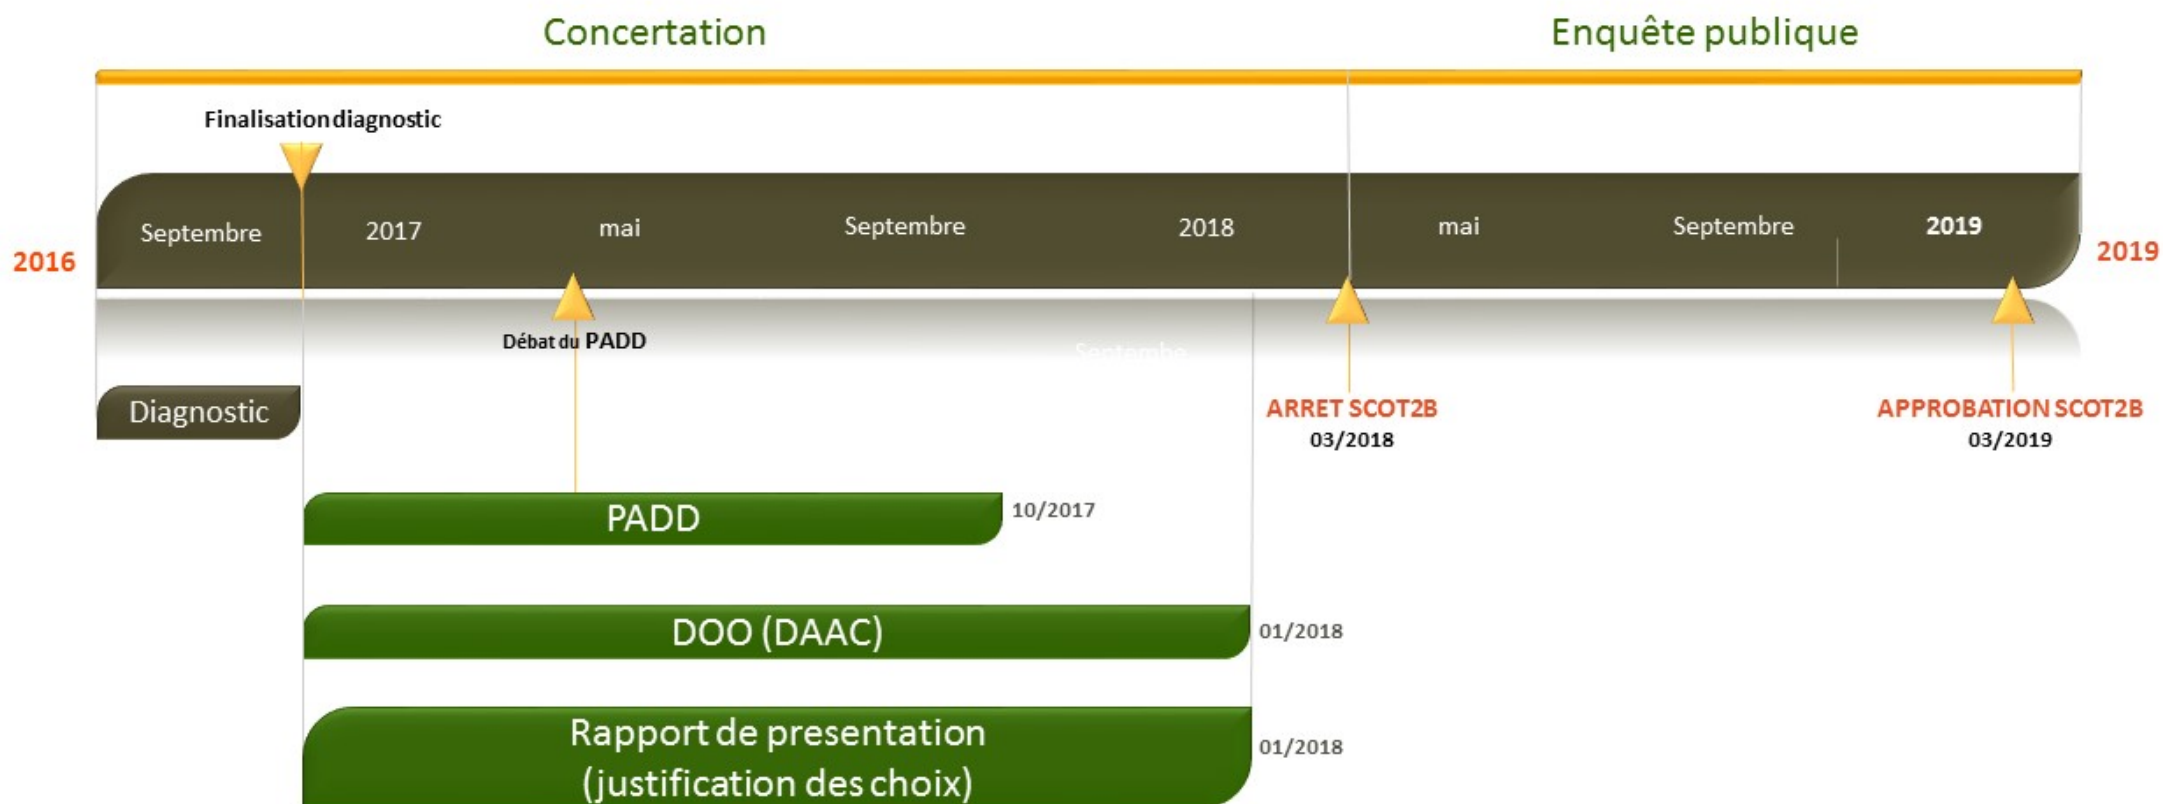 Concertation
Enquête publique
Finalisation diagnostic
2016
Septembre
2017
mai
Septembre
2018
mai
Septembre
2019
2019
Débat du PADD
Septembe
Diagnostic
ARRET SCOT2B
03/2018
APPROBATION SCOT2B
03/2019
PADD
10/2017
DOO (DAAC)
01/2018
Rapport de presentation
(justification des choix)
01/2018